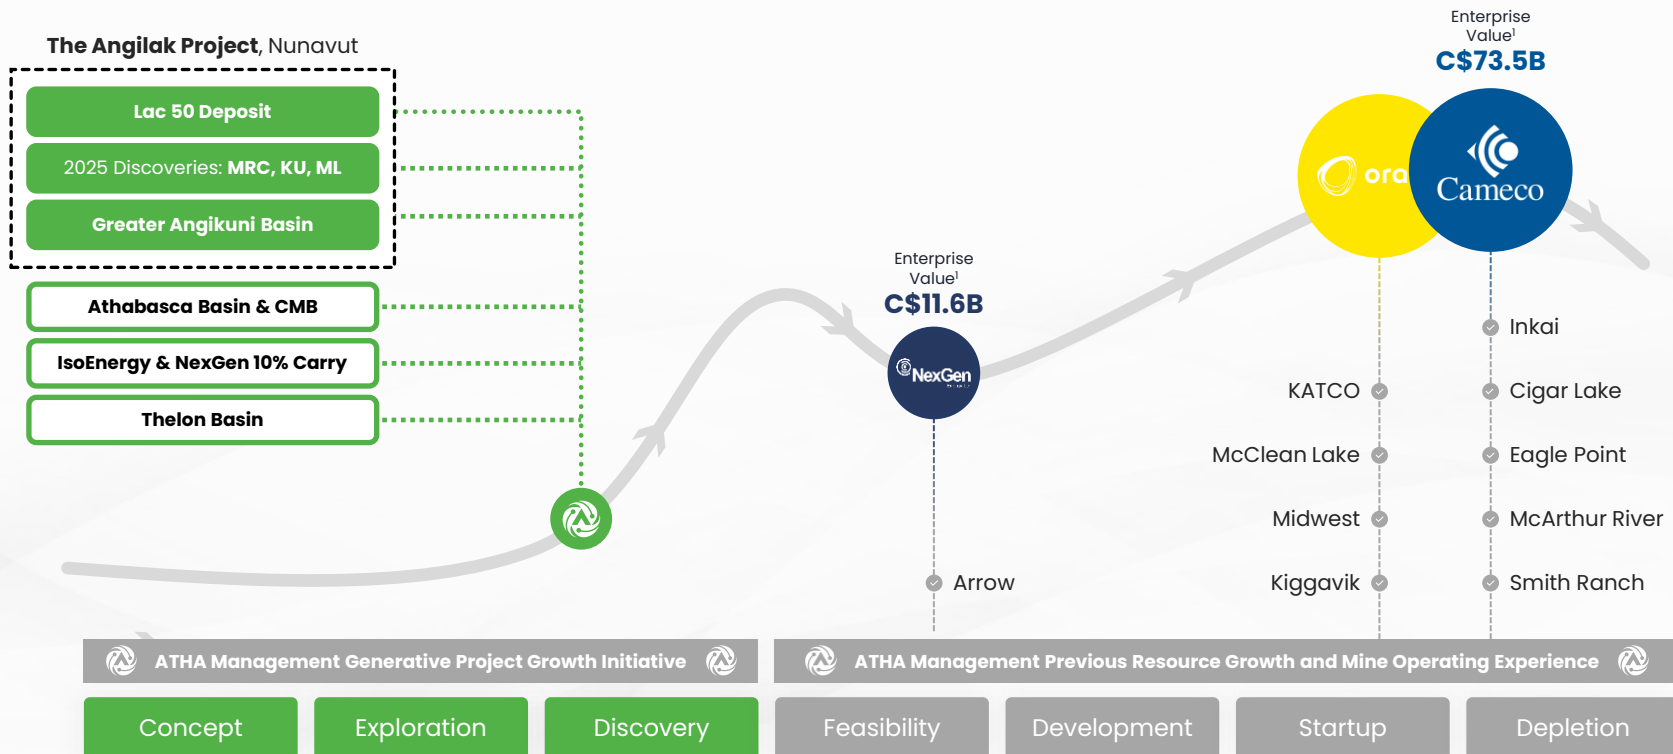 The Angilak Project, Nunavut
Lac 50 Deposit
2025 Discoveries: MRC, KU, ML
Greater Angikuni Basin
Athabasca Basin & CMB
IsoEnergy & NexGen 10% Carry
Thelon Basin
Enterprise
Value¹
C$11.6B
NexGen
Arrow
Enterprise
Value¹
C$73.5B
ora
Cameco
KATCO
McClean Lake
Midwest
Kiggavik
Inkai
Cigar Lake
Eagle Point
McArthur River
Smith Ranch
ATHA Management Generative Project Growth Initiative
ATHA Management Previous Resource Growth and Mine Operating Experience
Concept
Exploration
Discovery
Feasibility
Development
Startup
Depletion